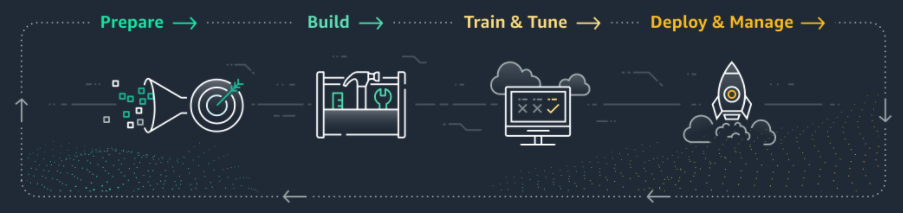 Prepare → Build → Train & Tune → Deploy & Manage →